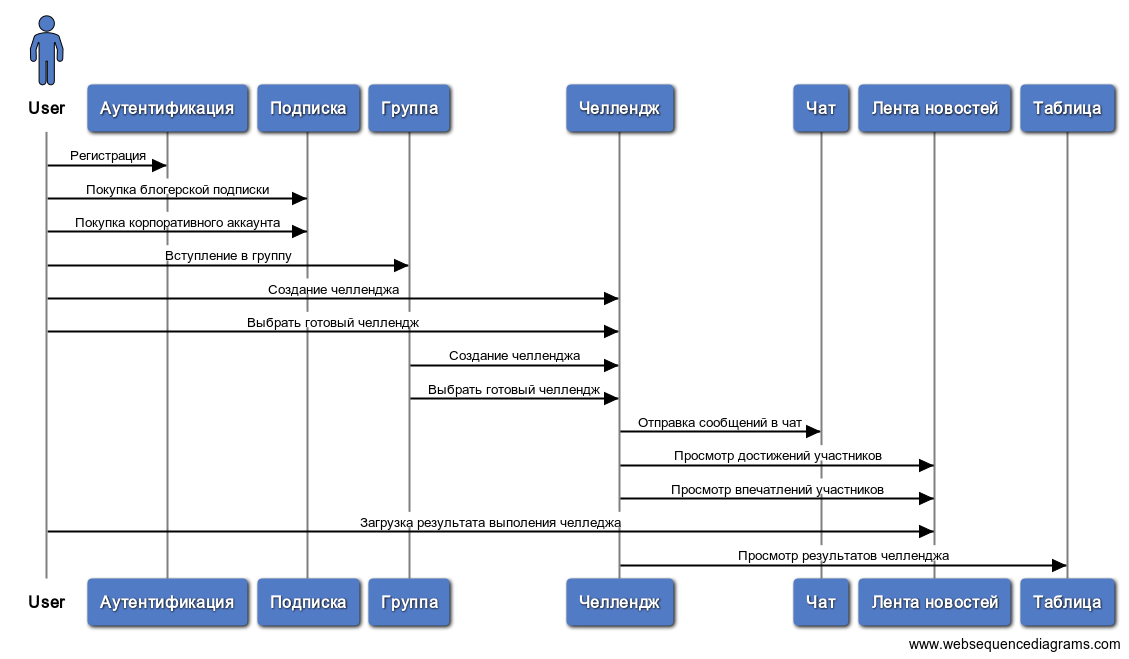 User
Аутентификация
Подписка
Группа
Челлендж
Чат
Лента новостей
Таблица
Регистрация
Покупка блогерской подписки
Покупка корпоративного аккаунта
Вступление в группу
Создание челленджа
Выбрать готовый челлендж
Создание челленджа
Выбрать готовый челлендж
Отправка сообщений в чат
Просмотр достижений участников
Просмотр впечатлений участников
Загрузка результата выполения челледжа
Просмотр результатов челленджа
User
Аутентификация
Подписка
Группа
Челлендж
Чат
Лента новостей
Таблица
www.websequencediagrams.com